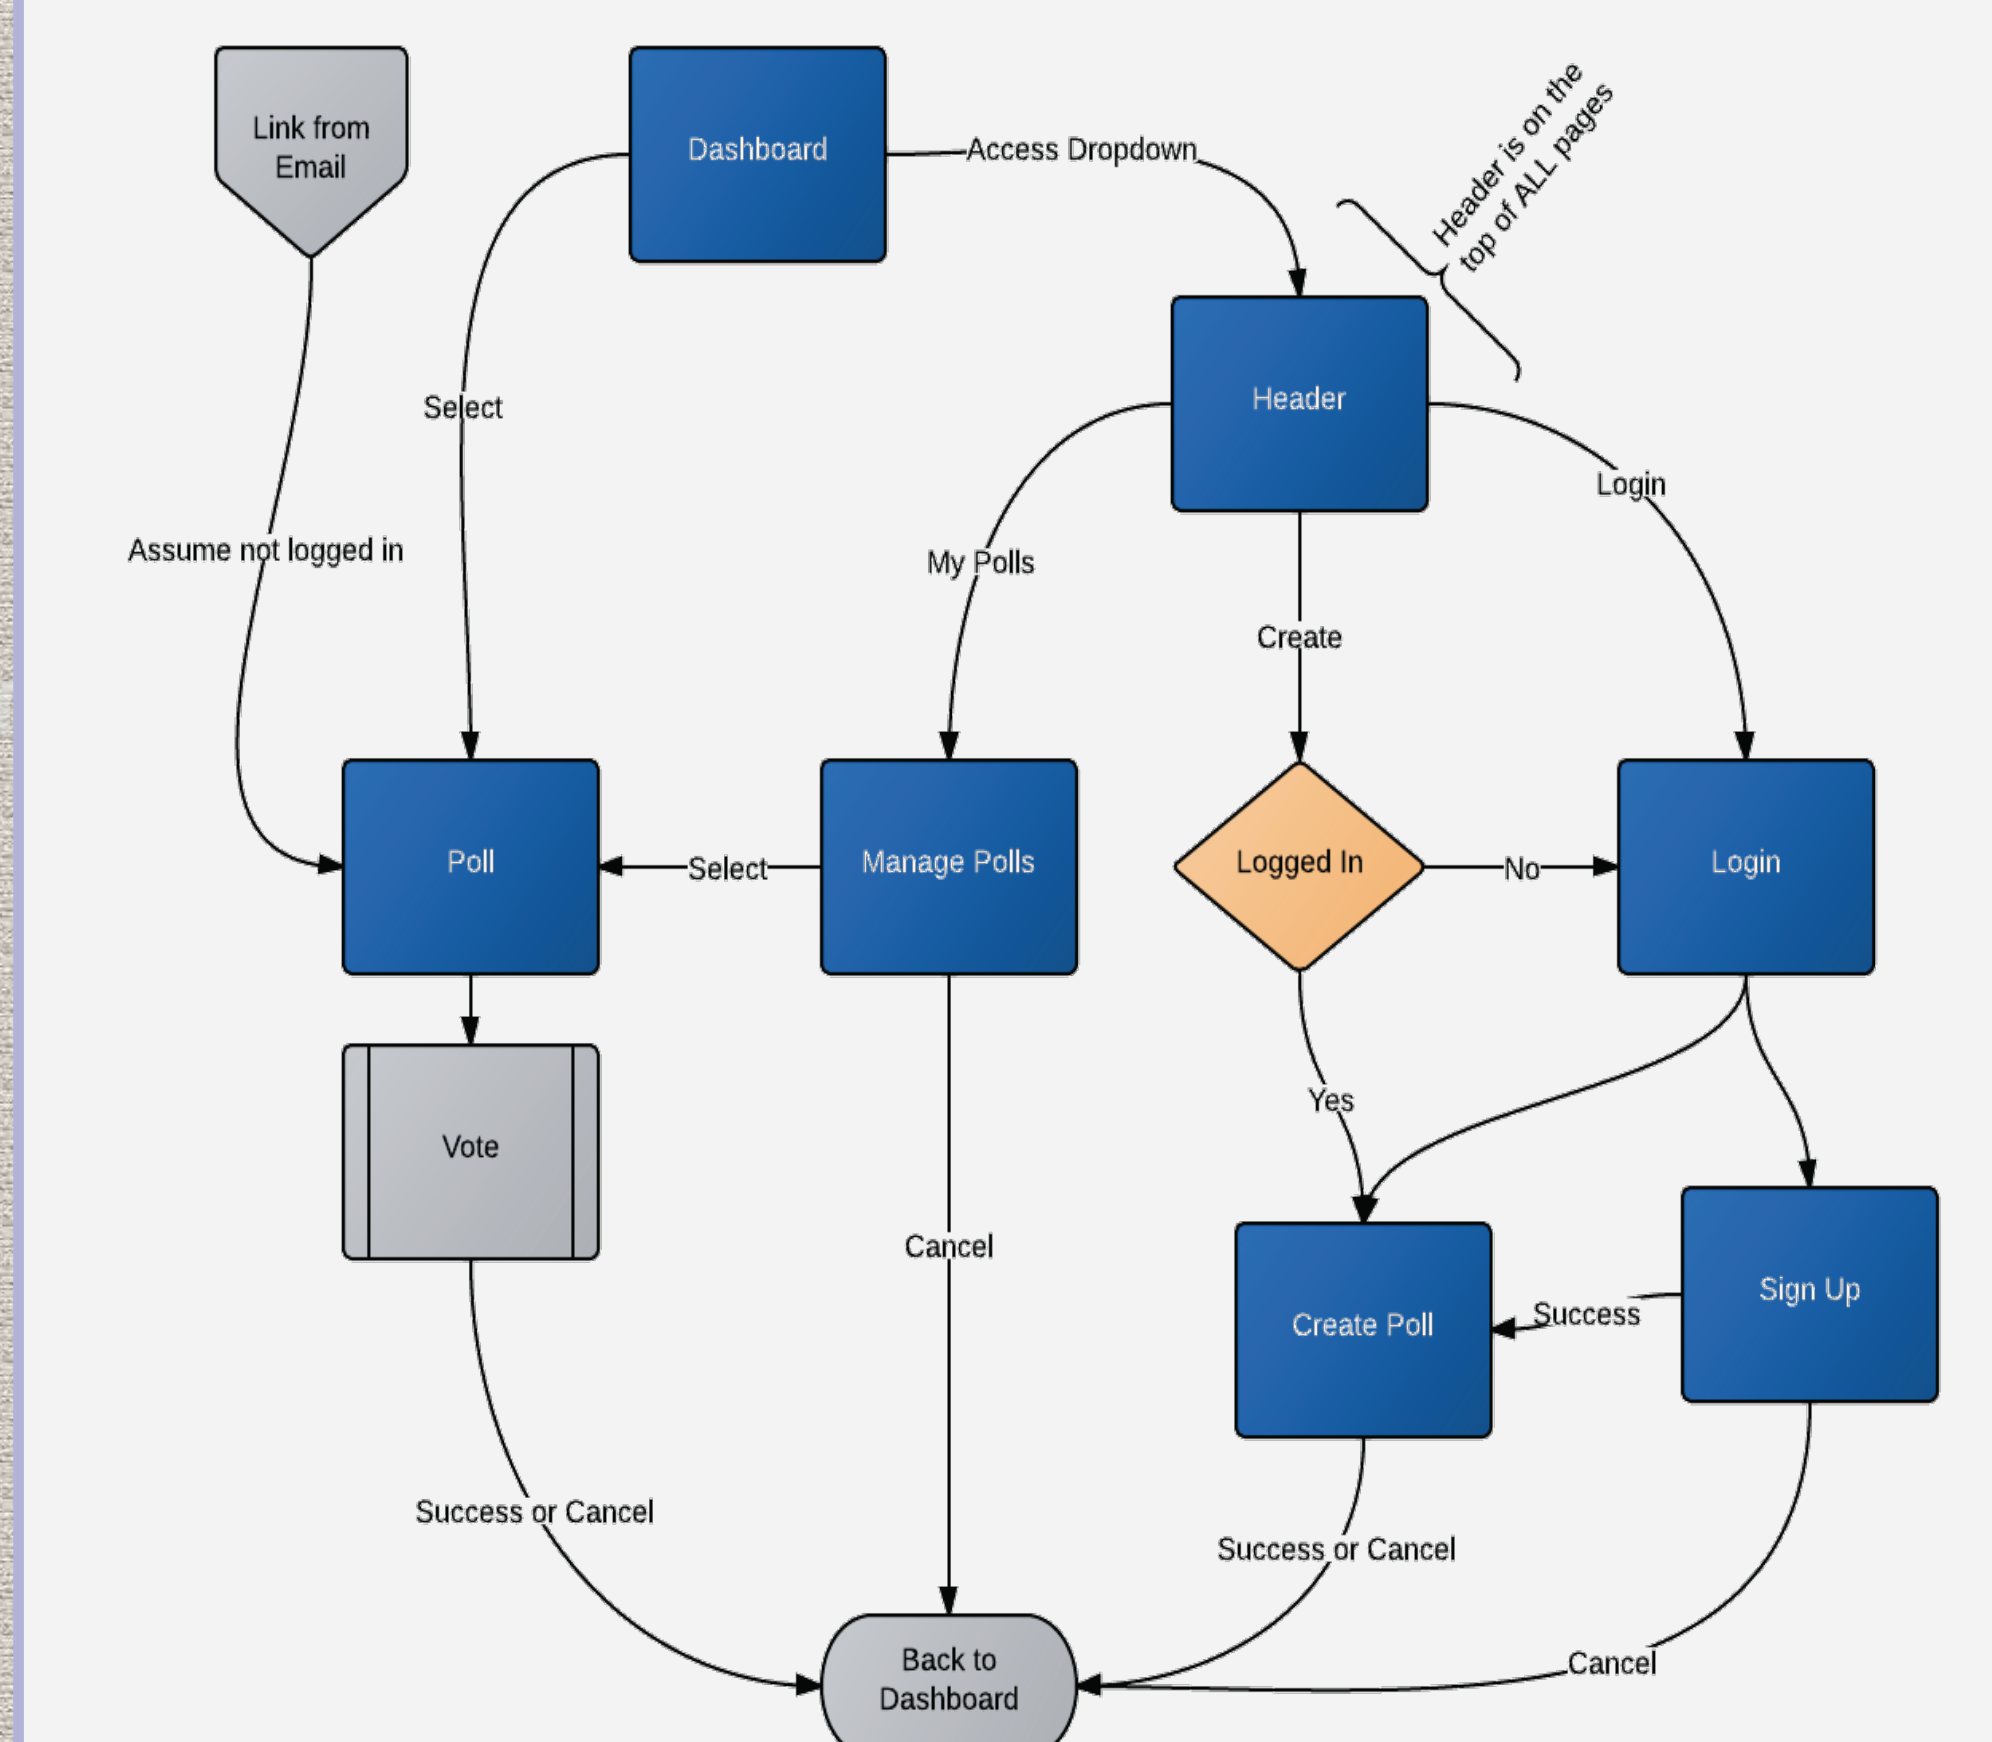 Link from
Email
Dashboard
Access Dropdown
Header is on the
top of ALL pages
Header
Select
Login
Assume not logged in
My Polls
Create
Poll
Select
Manage Polls
Logged In
No
Login
Yes
Vote
Cancel
Create Poll
Success
Sign Up
Success or Cancel
Success or Cancel
Cancel
Back to
Dashboard